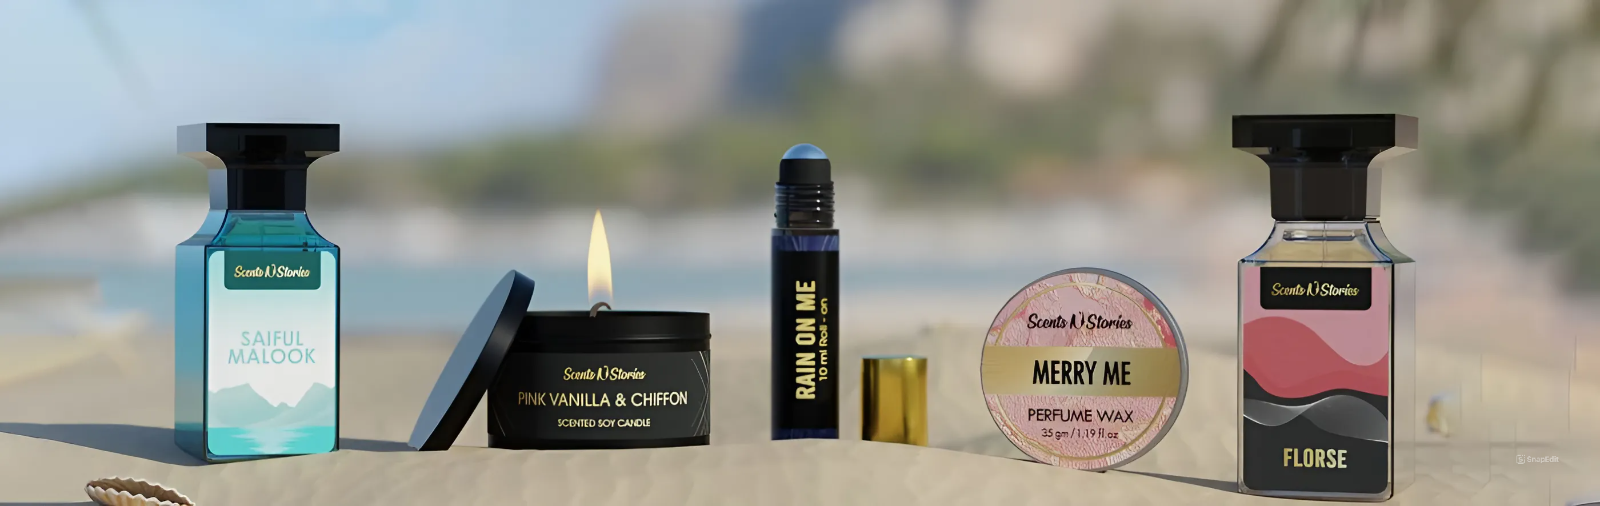 Scents N Stories
SAIFUL
MALOOK
Scents N Stories
PINK VANILLA & CHIFFON
SCENTED SOY CANDLE
RAIN ON ME
10 ml Roll - on
Scents N Stories
MERRY ME
PERFUME WAX
35 gm / 1.19 fl.oz
Scents N Stories
FLORSE
SnapEdit